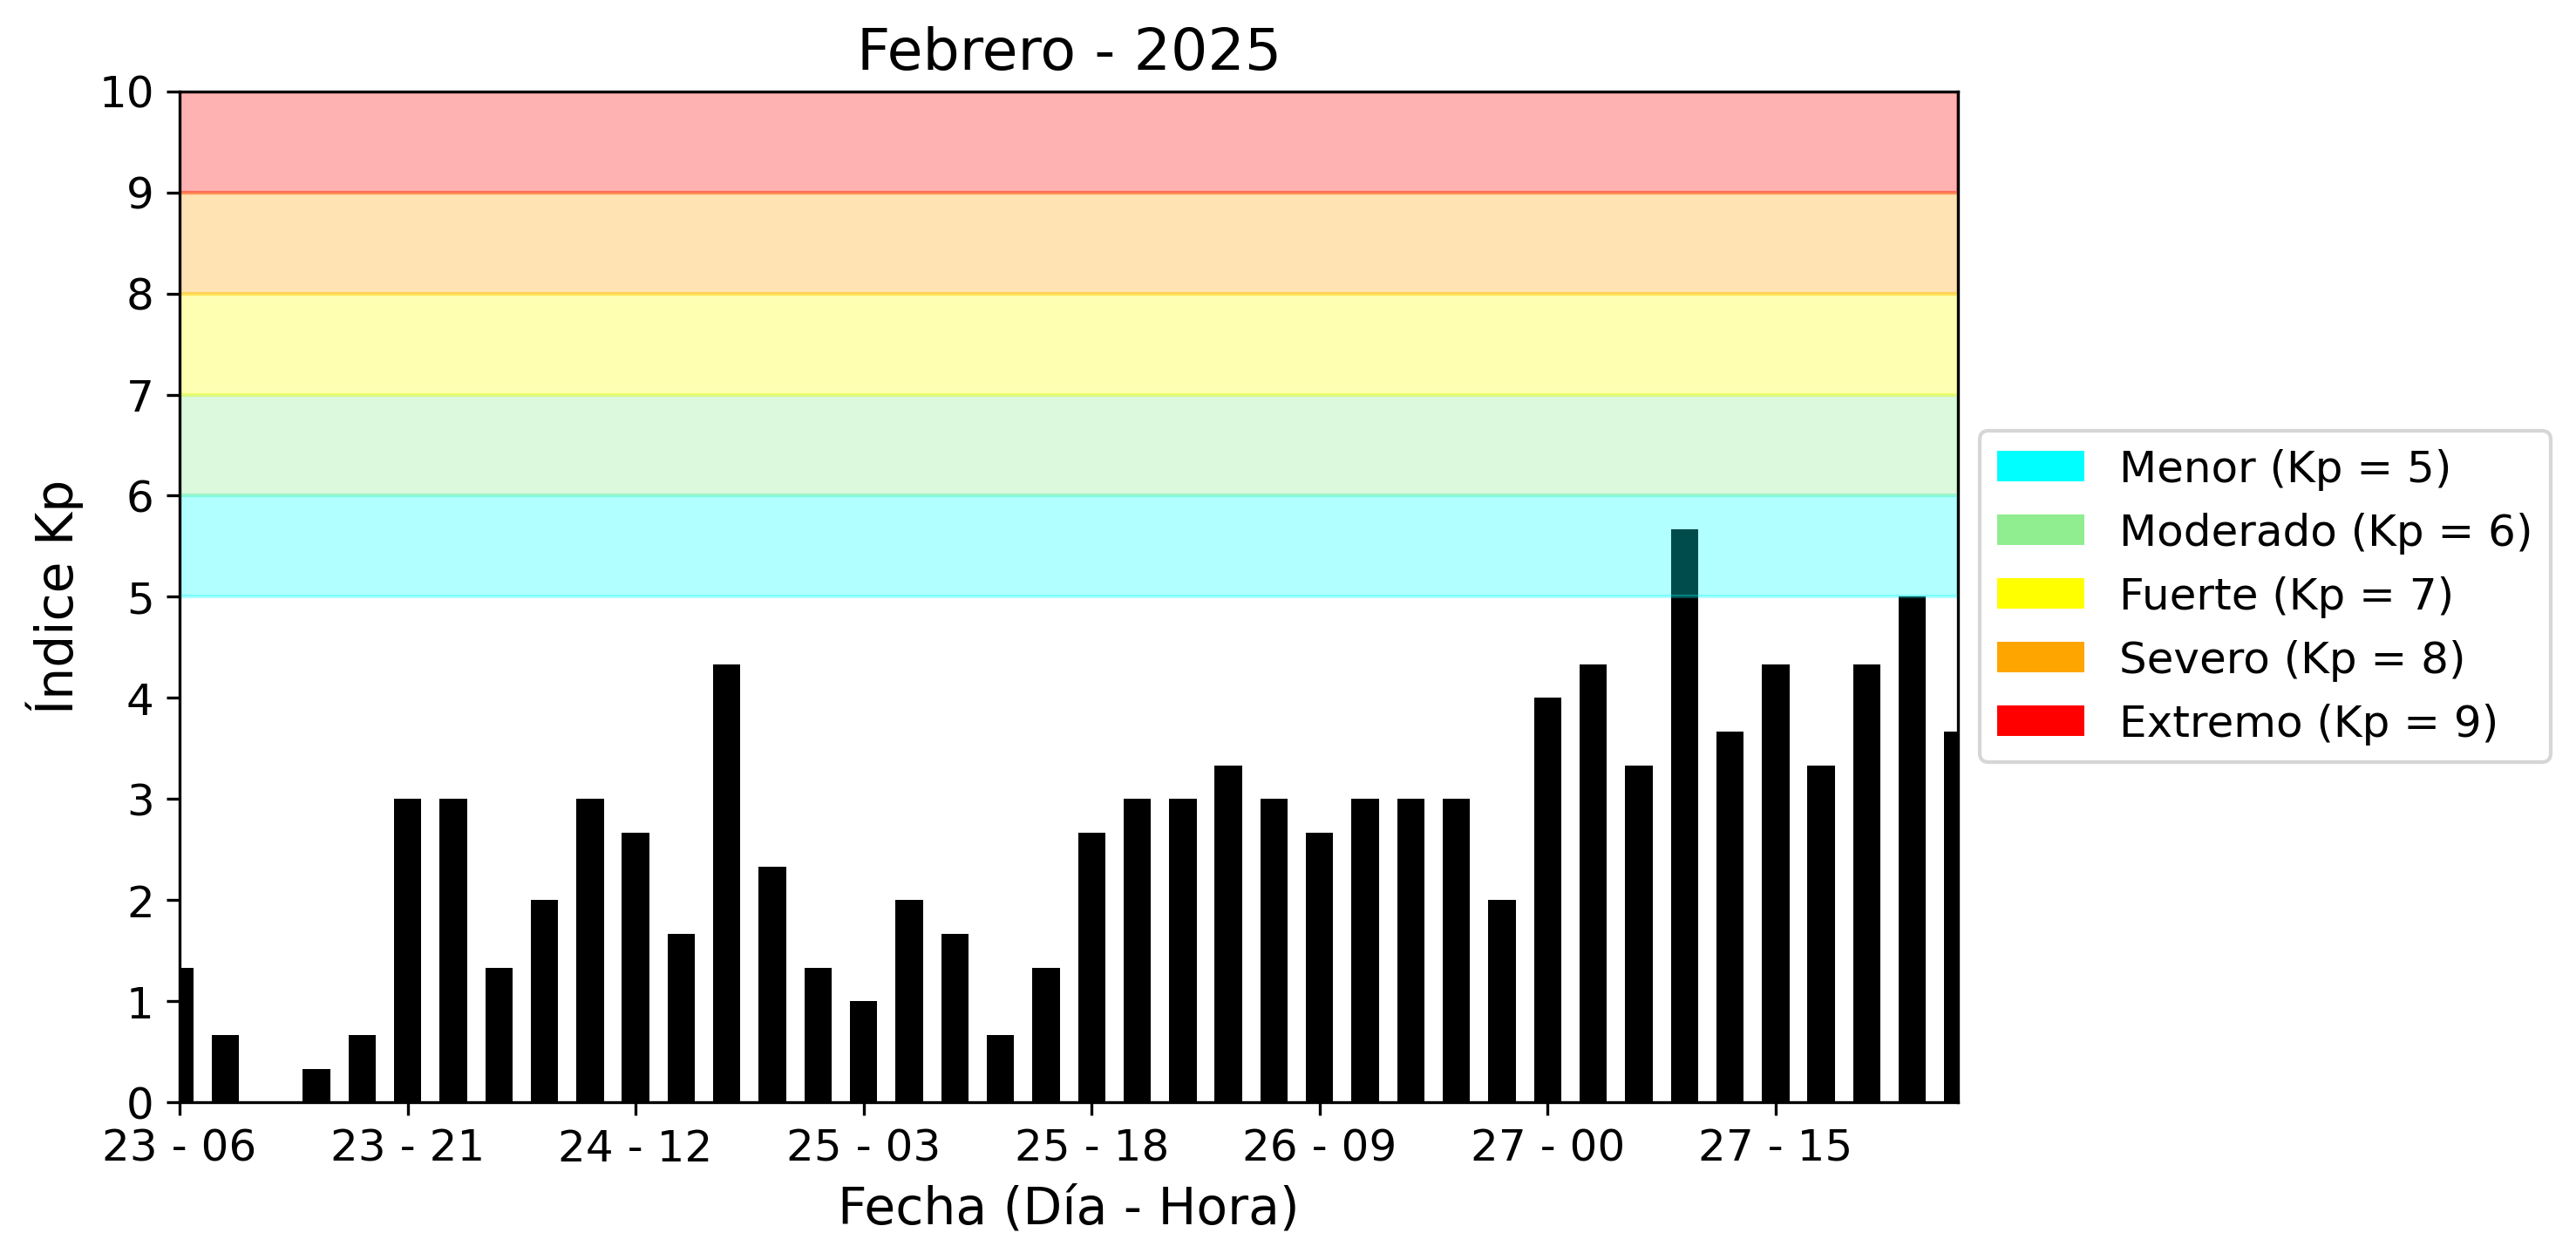 Febrero - 2025
10
9
8
7
6
5
4
3
2
1
0
Índice Kp
23 - 06
23 - 21
24 - 12
25 - 03
25 - 18
26 - 09
27 - 00
27 - 15
Fecha (Día - Hora)
Menor (Kp = 5)
Moderado (Kp = 6)
Fuerte (Kp = 7)
Severo (Kp = 8)
Extremo (Kp = 9)